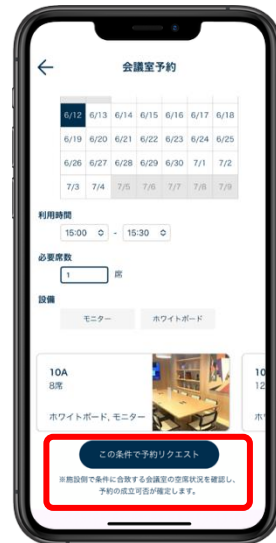 会議室予約
6/12 6/13 6/14 6/15 6/16 6/17 6/18
6/19 6/20 6/21 6/22 6/23 6/24 6/25
6/26 6/27 6/28 6/29 6/30 7/1 7/2
7/3 7/4 7/5 7/6 7/7 7/8 7/9
利用時間
15:00 - 15:30
必要席数
1 席
設備
モニター ホワイトボード
10A
8席
ホワイトボード, モニター
10
12
ホ
この条件で予約リクエスト
※施設側で条件に合致する会議室の空席状況を確認し、
予約の成立可否が確定します。